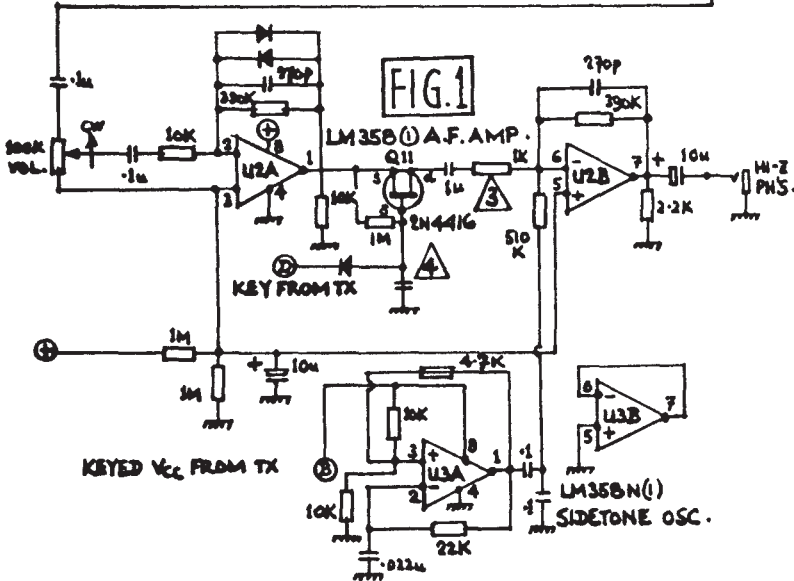 FIG.1
270p
330K
.1u
100K
VOL.
CW
.1u
10K
2
3
+
8
U2A
1
4
10K
LM358(1) A.F. AMP.
Q11
S
d
g
1M
2N4416
1u
1K
3
4
D
KEY FROM TX
270p
390K
6
-
5
+
U2B
7
+
10u
HI-Z
PH'S.
2.2K
510
K
+
1M
1M
+
10u
4.7K
10K
B
3
+
2
-
8
U3A
1
4
.1
.1
10K
22K
.022u
6
-
5
+
U3B
7
KEYED Vcc FROM TX
LM358N(1)
SIDETONE OSC.